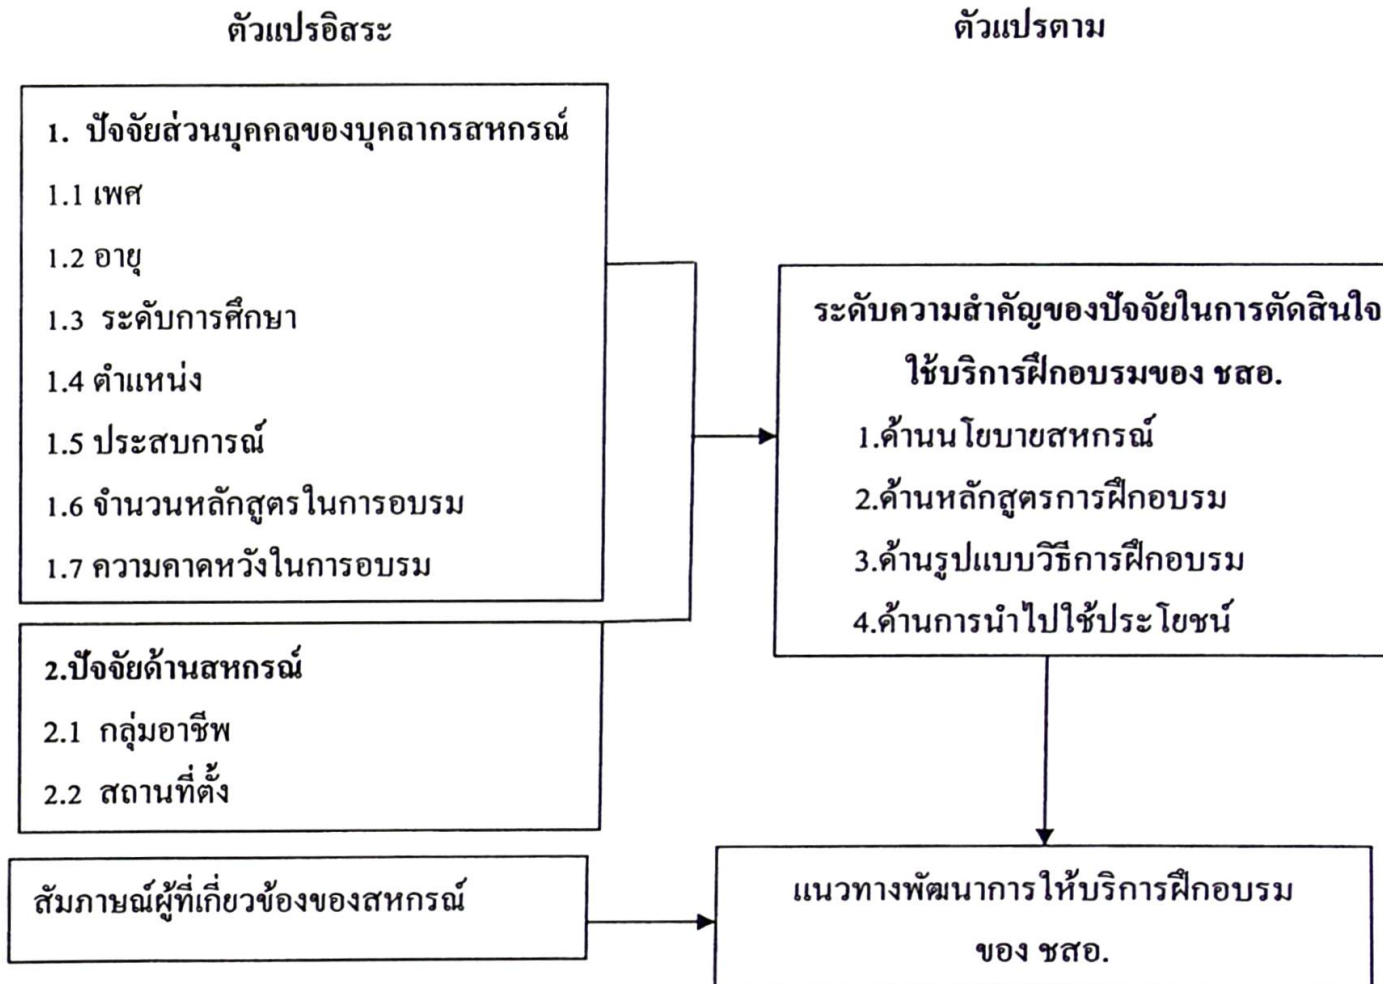 ตัวแปรอิสระ
ตัวแปรตาม
1. ปัจจัยส่วนบุคคลของบุคลากรสหกรณ์
1.1 เพศ
1.2 อายุ
1.3 ระดับการศึกษา
1.4 ตำแหน่ง
1.5 ประสบการณ์
1.6 จำนวนหลักสูตรในการอบรม
1.7 ความคาดหวังในการอบรม
2.ปัจจัยด้านสหกรณ์
2.1 กลุ่มอาชีพ
2.2 สถานที่ตั้ง
สัมภาษณ์ผู้ที่เกี่ยวข้องของสหกรณ์
ระดับความสำคัญของปัจจัยในการตัดสินใจ
ใช้บริการฝึกอบรมของ ชสอ.
1.ด้านนโยบายสหกรณ์
2.ด้านหลักสูตรการฝึกอบรม
3.ด้านรูปแบบวิธีการฝึกอบรม
4.ด้านการนำไปใช้ประโยชน์
แนวทางพัฒนาการให้บริการฝึกอบรม
ของ ชสอ.